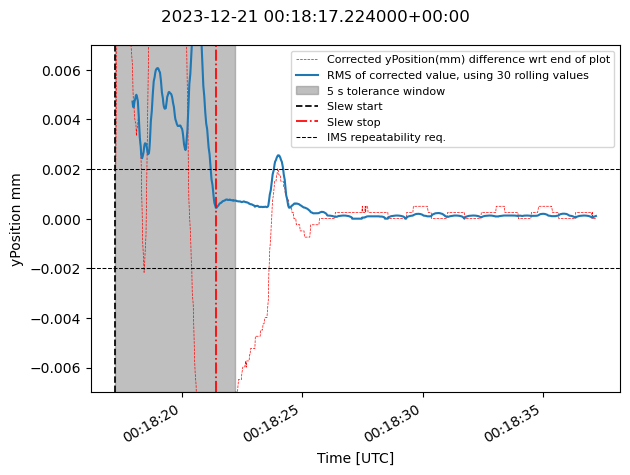 2023-12-21 00:18:17.224000+00:00
Corrected yPosition(mm) difference wrt end of plot
RMS of corrected value, using 30 rolling values
5 s tolerance window
Slew start
Slew stop
IMS repeatability req.
yPosition mm
0.006
0.004
0.002
0.000
−0.002
−0.004
−0.006
00:18:20
00:18:25
00:18:30
00:18:35
Time [UTC]